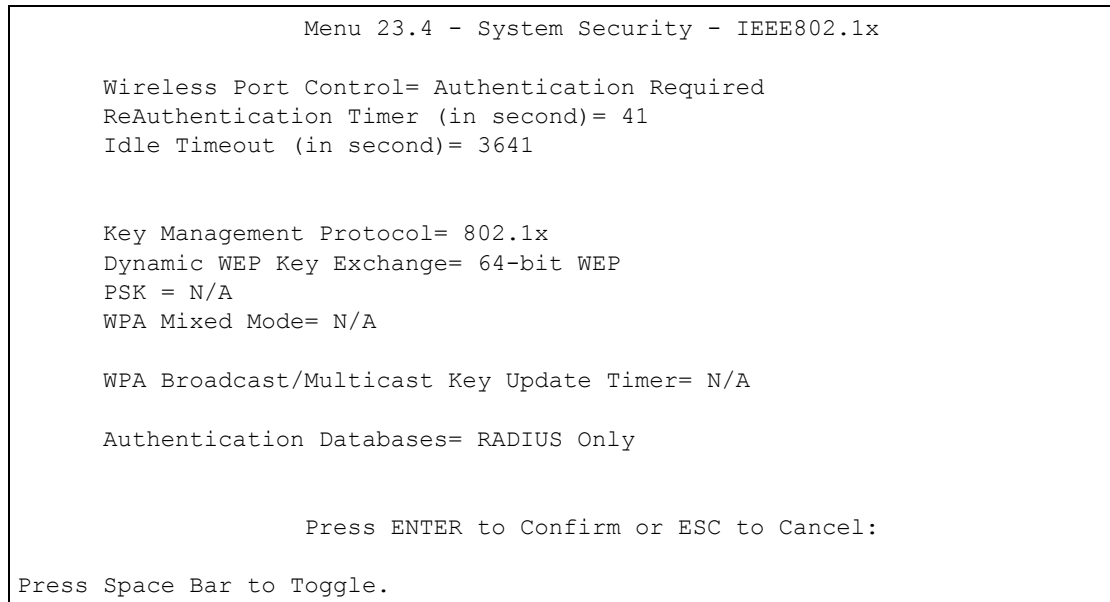 Menu 23.4 - System Security - IEEE802.1x
Wireless Port Control= Authentication Required
ReAuthentication Timer (in second)= 41
Idle Timeout (in second)= 3641
Key Management Protocol= 802.1x
Dynamic WEP Key Exchange= 64-bit WEP
PSK = N/A
WPA Mixed Mode= N/A
WPA Broadcast/Multicast Key Update Timer= N/A
Authentication Databases= RADIUS Only
Press ENTER to Confirm or ESC to Cancel:
Press Space Bar to Toggle.